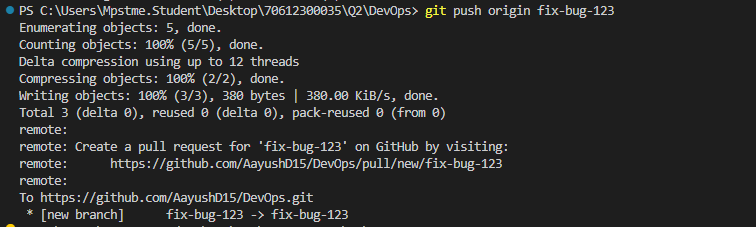 PS C:\Users\Mpstme.Student\Desktop\70612300035\Q2\DevOps> git push origin fix-bug-123
Enumerating objects: 5, done.
Counting objects: 100% (5/5), done.
Delta compression using up to 12 threads
Compressing objects: 100% (2/2), done.
Writing objects: 100% (3/3), 380 bytes | 380.00 KiB/s, done.
Total 3 (delta 0), reused 0 (delta 0), pack-reused 0 (from 0)
remote:
remote: Create a pull request for 'fix-bug-123' on GitHub by visiting:
remote:      https://github.com/AayushD15/DevOps/pull/new/fix-bug-123
remote:
To https://github.com/AayushD15/DevOps.git
 * [new branch]      fix-bug-123 -> fix-bug-123